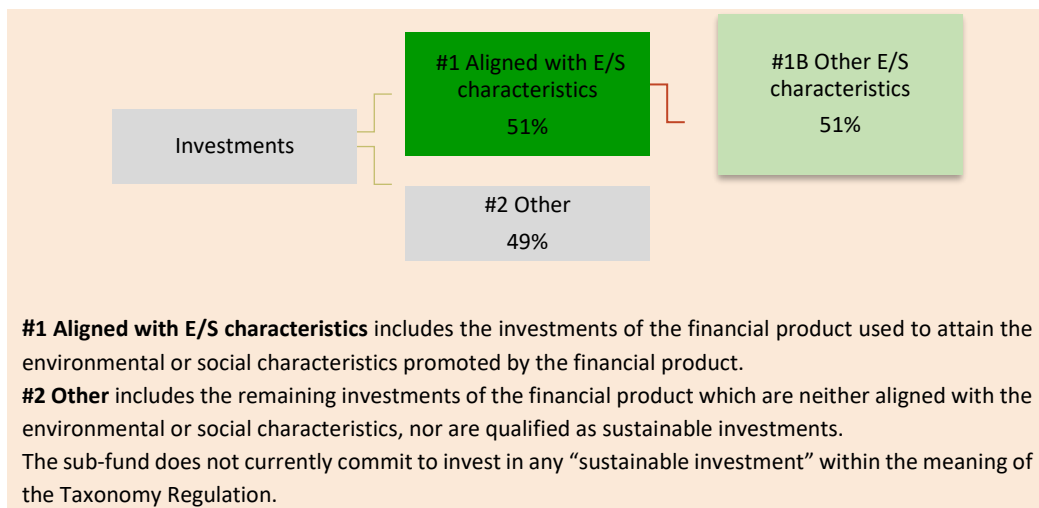 #1 Aligned with E/S
characteristics
51%
#1B Other E/S
characteristics
51%
Investments
#2 Other
49%
#1 Aligned with E/S characteristics includes the investments of the financial product used to attain the
environmental or social characteristics promoted by the financial product.
#2 Other includes the remaining investments of the financial product which are neither aligned with the
environmental or social characteristics, nor are qualified as sustainable investments.
The sub-fund does not currently commit to invest in any “sustainable investment” within the meaning of
the Taxonomy Regulation.